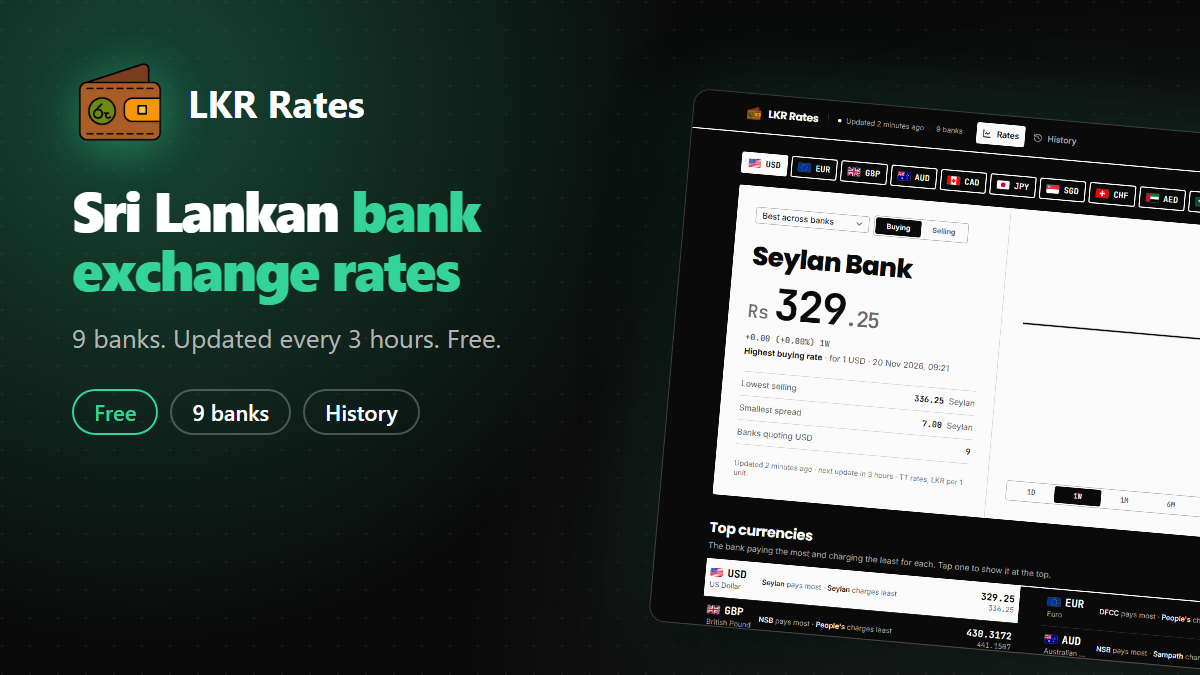 LKR Rates
Sri Lankan bank
exchange rates
9 banks. Updated every 3 hours. Free.
Free
9 banks
History
LKR Rates
Updated 2 minutes ago
9 banks
Rates
History
USD
EUR
GBP
AUD
CAD
JPY
SGD
CHF
AED
Best across banks
Buying
Selling
Seylan Bank
Rs 329.25
+0.00 (+0.00%) 1W
Highest buying rate · for 1 USD · 20 Nov 2026, 09:21
Lowest selling 336.25 Seylan
Smallest spread 7.00 Seylan
Banks quoting USD 9
Updated 2 minutes ago · next update in 3 hours · TT rates, LKR per 1
unit
1D
1W
1M
6M
Top currencies
The bank paying the most and charging the least for each. Tap one to show it at the top.
USD
US Dollar
Seylan pays most · Seylan charges least
329.25
336.25
GBP
British Pound
NSB pays most · People's charges least
430.3172
441.1507
EUR
Euro
DFCC pays most · People's ch
AUD
Australian ...
NSB pays most · Sampath char